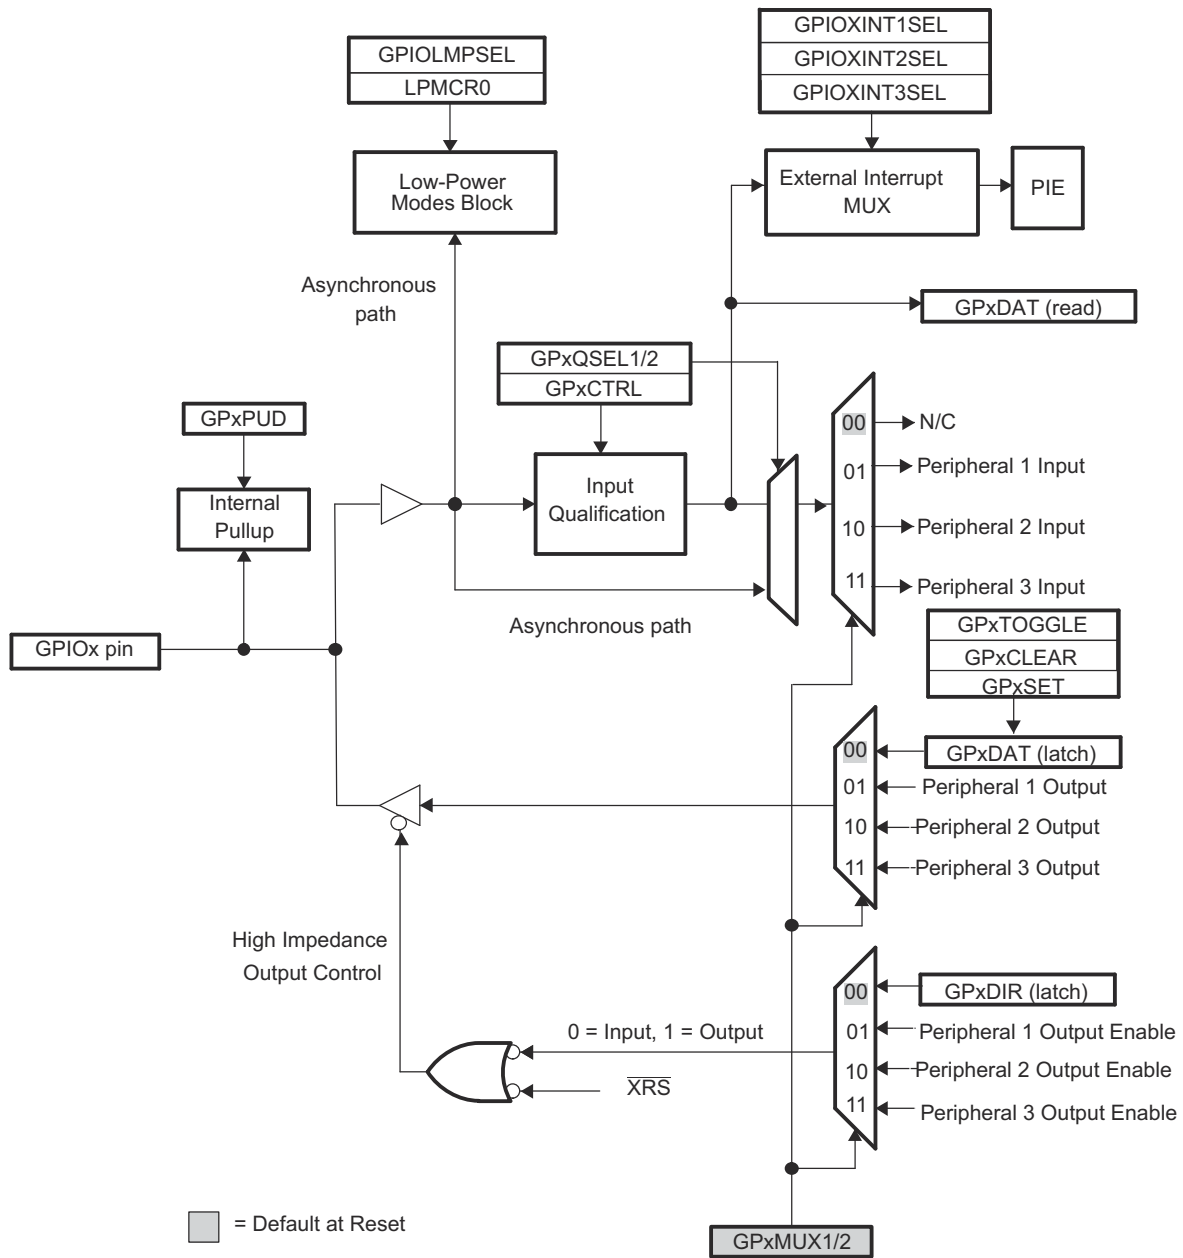 GPIOLMPSEL
LPMCR0
GPIOXINT1SEL
GPIOXINT2SEL
GPIOXINT3SEL
Low-Power
Modes Block
External Interrupt
MUX
PIE
Asynchronous
path
GPxDAT (read)
GPxQSEL1/2
GPxCTRL
GPxPUD
Internal
Pullup
Input
Qualification
00
N/C
01
Peripheral 1 Input
10
Peripheral 2 Input
11
Peripheral 3 Input
Asynchronous path
GPIOx pin
GPxTOGGLE
GPxCLEAR
GPxSET
00
GPxDAT (latch)
01
Peripheral 1 Output
10
Peripheral 2 Output
11
Peripheral 3 Output
High Impedance
Output Control
00
GPxDIR (latch)
0 = Input, 1 = Output
01
Peripheral 1 Output Enable
10
Peripheral 2 Output Enable
XRS
11
Peripheral 3 Output Enable
= Default at Reset
GPxMUX1/2